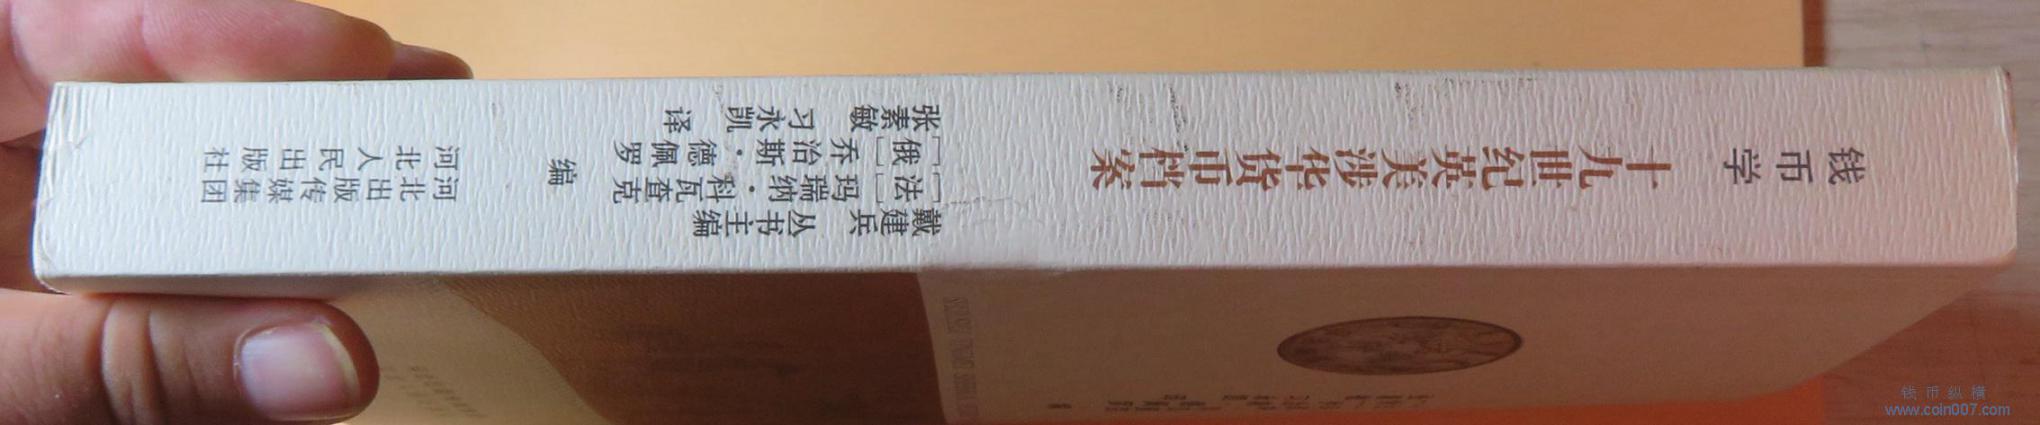 钱币学
十九世纪英美涉华货币档案
戴建兵 丛书主编
[法]玛瑞纳·科瓦查克
[俄]乔治斯·德佩罗
编
张素敏 习永凯 译
河北出版传媒集团
河北人民出版社
钱币纵横
www.coin007.com